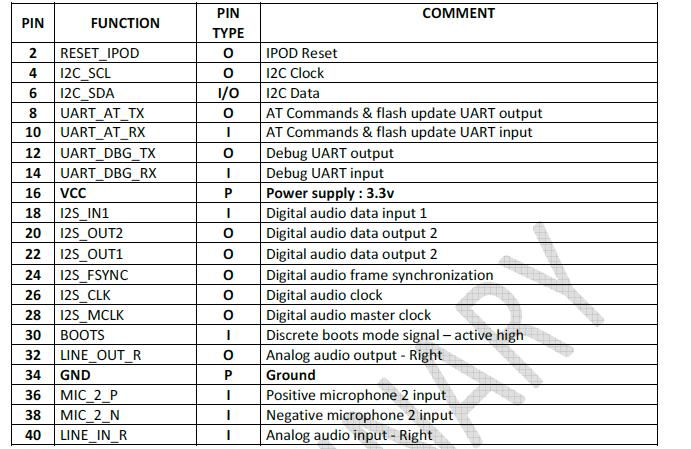 PIN FUNCTION PIN TYPE COMMENT
2 RESET_IPOD O IPOD Reset
4 I2C_SCL O I2C Clock
6 I2C_SDA I/O I2C Data
8 UART_AT_TX O AT Commands & flash update UART output
10 UART_AT_RX I AT Commands & flash update UART input
12 UART_DBG_TX O Debug UART output
14 UART_DBG_RX I Debug UART input
16 VCC P Power supply : 3.3v
18 I2S_IN1 I Digital audio data input 1
20 I2S_OUT2 O Digital audio data output 2
22 I2S_OUT1 O Digital audio data output 2
24 I2S_FSYNC O Digital audio frame synchronization
26 I2S_CLK O Digital audio clock
28 I2S_MCLK O Digital audio master clock
30 BOOTS I Discrete boots mode signal – active high
32 LINE_OUT_R O Analog audio output - Right
34 GND P Ground
36 MIC_2_P I Positive microphone 2 input
38 MIC_2_N I Negative microphone 2 input
40 LINE_IN_R I Analog audio input - Right